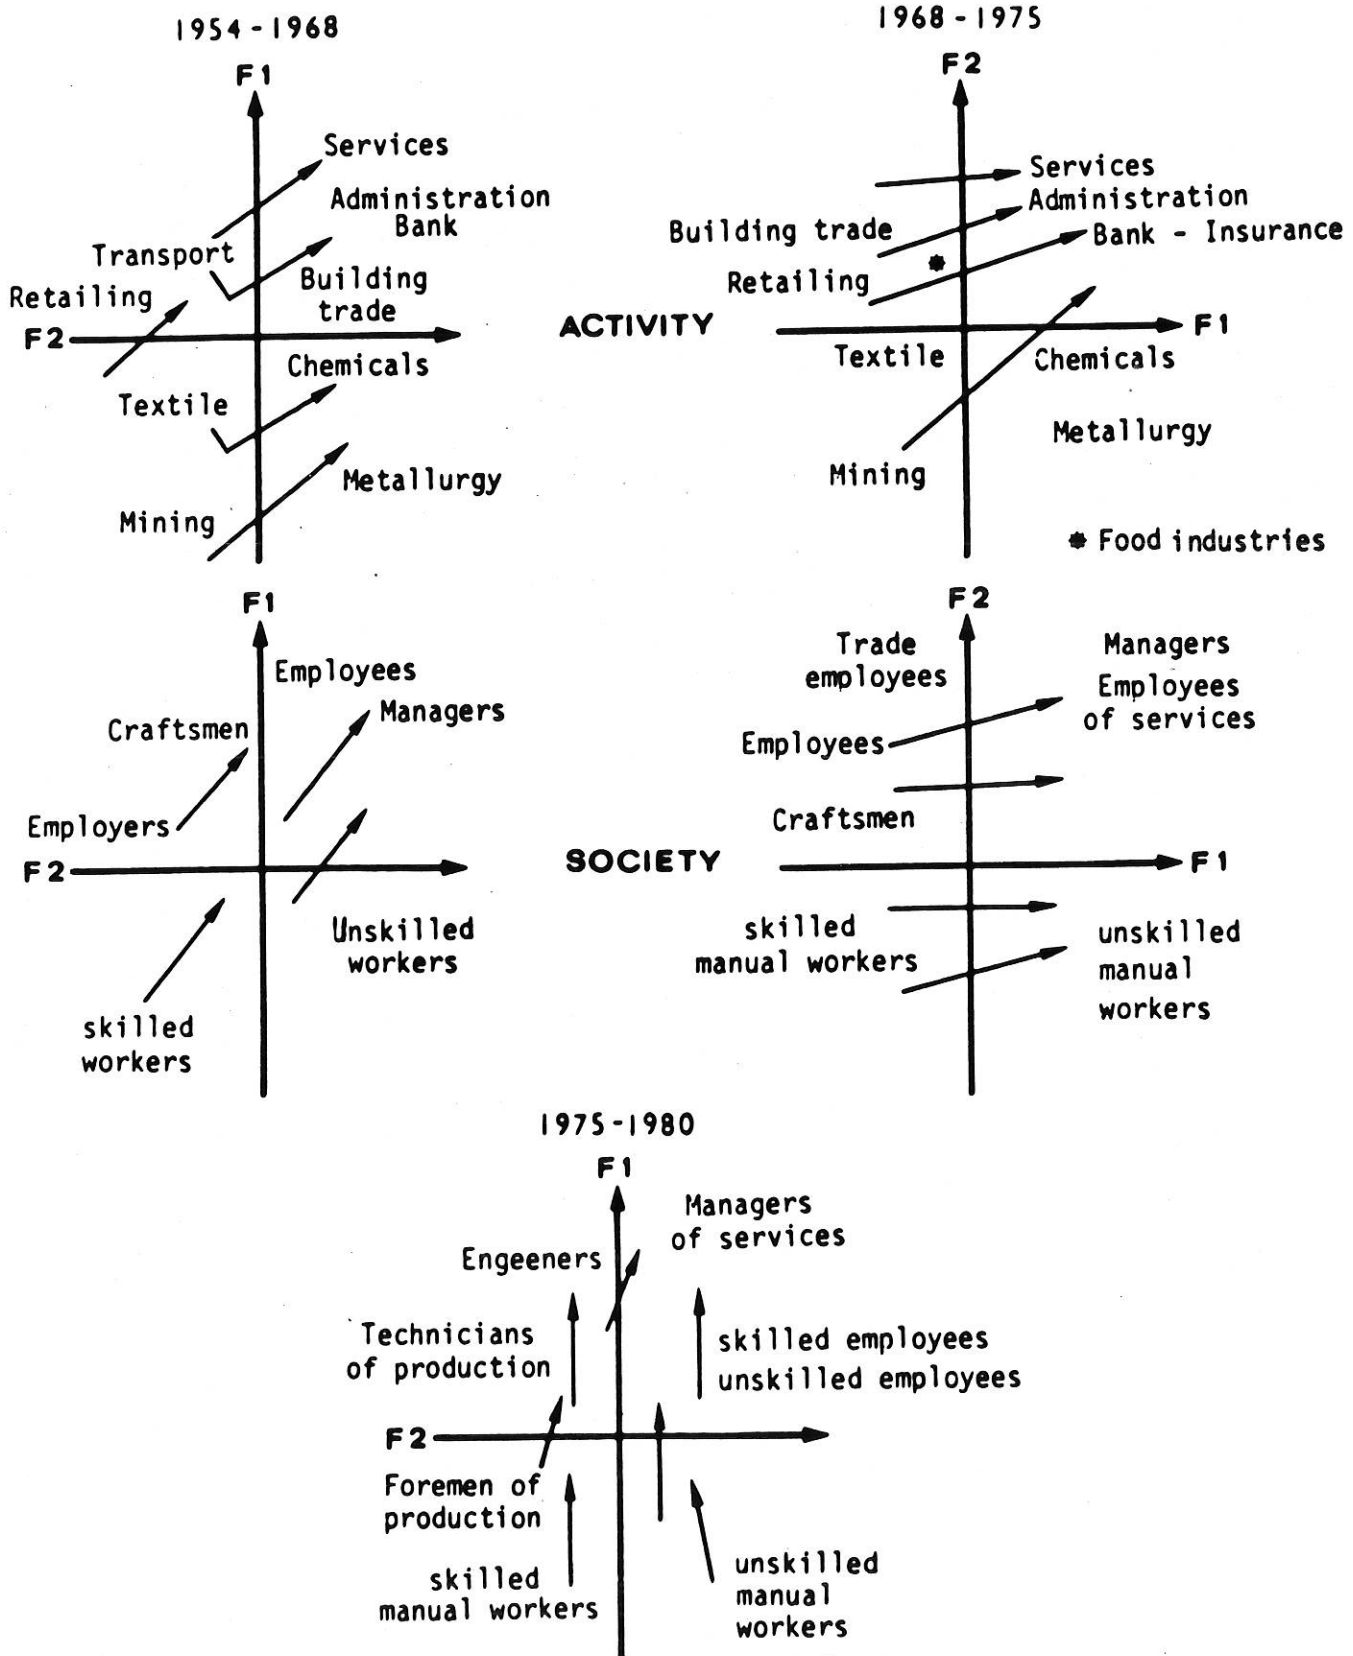 1954-1968
F1
Services
Administration
Bank
Transport
Building
trade
Retailing
F2
Chemicals
Textile
Metallurgy
Mining
ACTIVITY
1968-1975
F2
Services
Administration
Building trade
Bank - Insurance
Retailing
F1
Textile
Chemicals
Metallurgy
Mining
* Food industries
F1
Employees
Managers
Craftsmen
Employers
F2
Unskilled
workers
skilled
workers
SOCIETY
F2
Trade
employees
Managers
Employees
of services
Employees
Craftsmen
F1
skilled
manual workers
unskilled
manual
workers
1975-1980
F1
Managers
of services
Engeeners
Technicians
of production
skilled employees
unskilled employees
F2
Foremen of
production
skilled
manual workers
unskilled
manual
workers